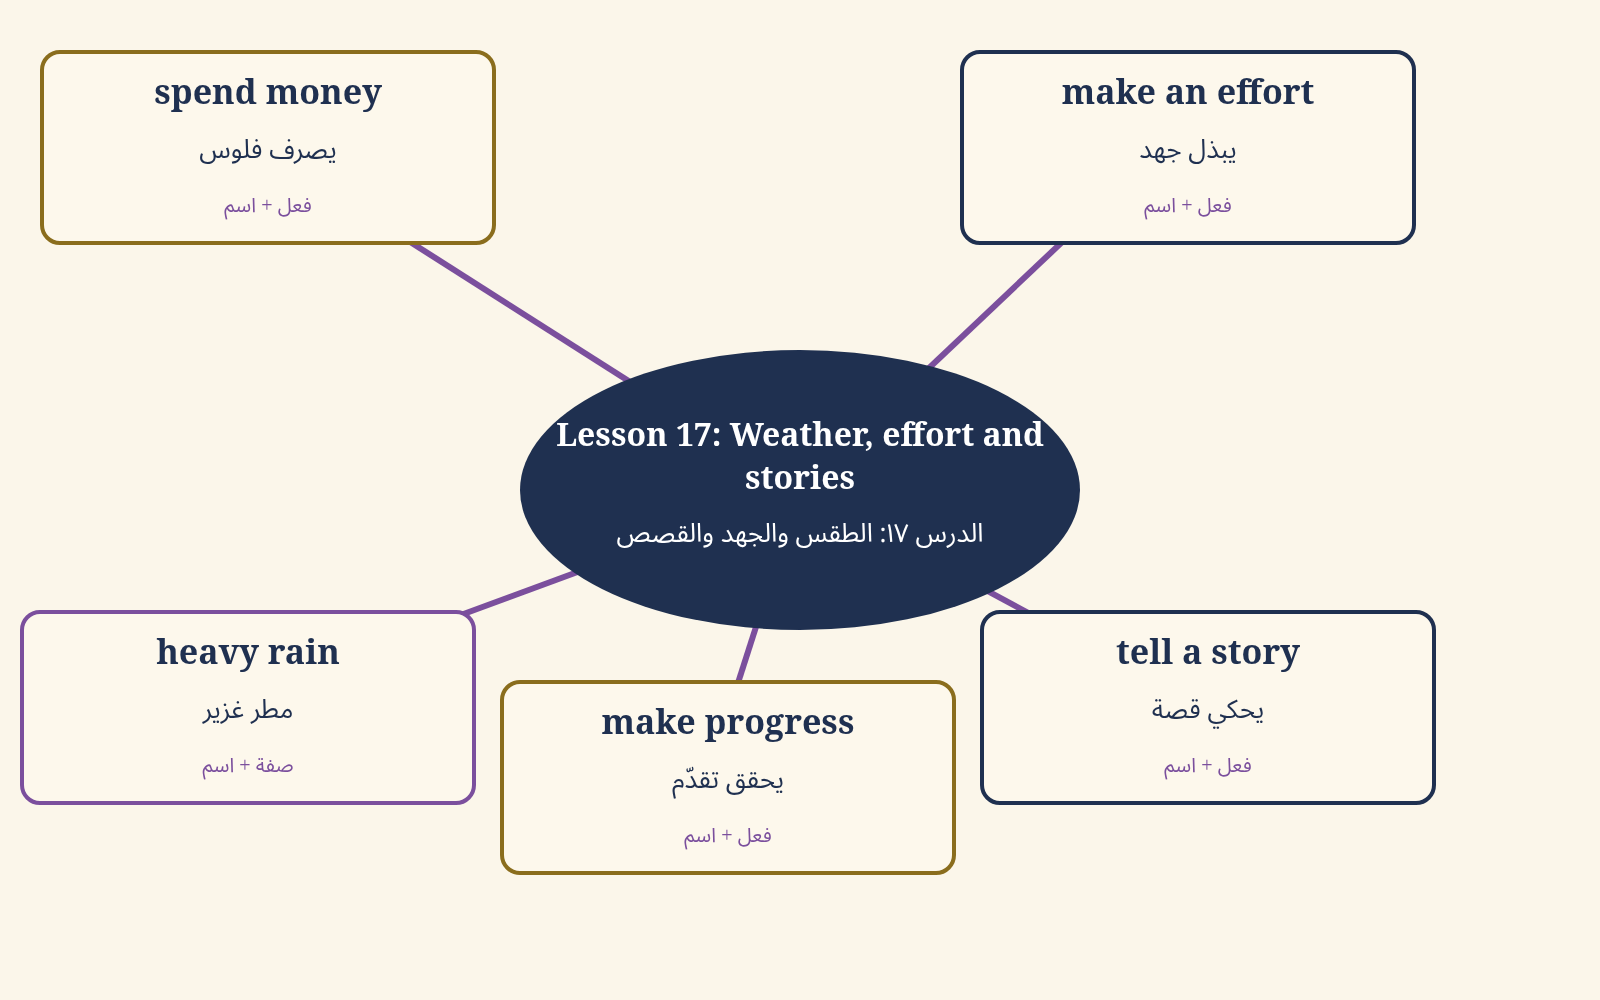 spend money
يصرف فلوس
فعل + اسم
make an effort
يبذل جهد
فعل + اسم
Lesson 17: Weather, effort and
stories
الدرس ١٧: الطقس والجهد والقصص
heavy rain
مطر غزير
صفة + اسم
make progress
يحقق تقدّم
فعل + اسم
tell a story
يحكي قصة
فعل + اسم